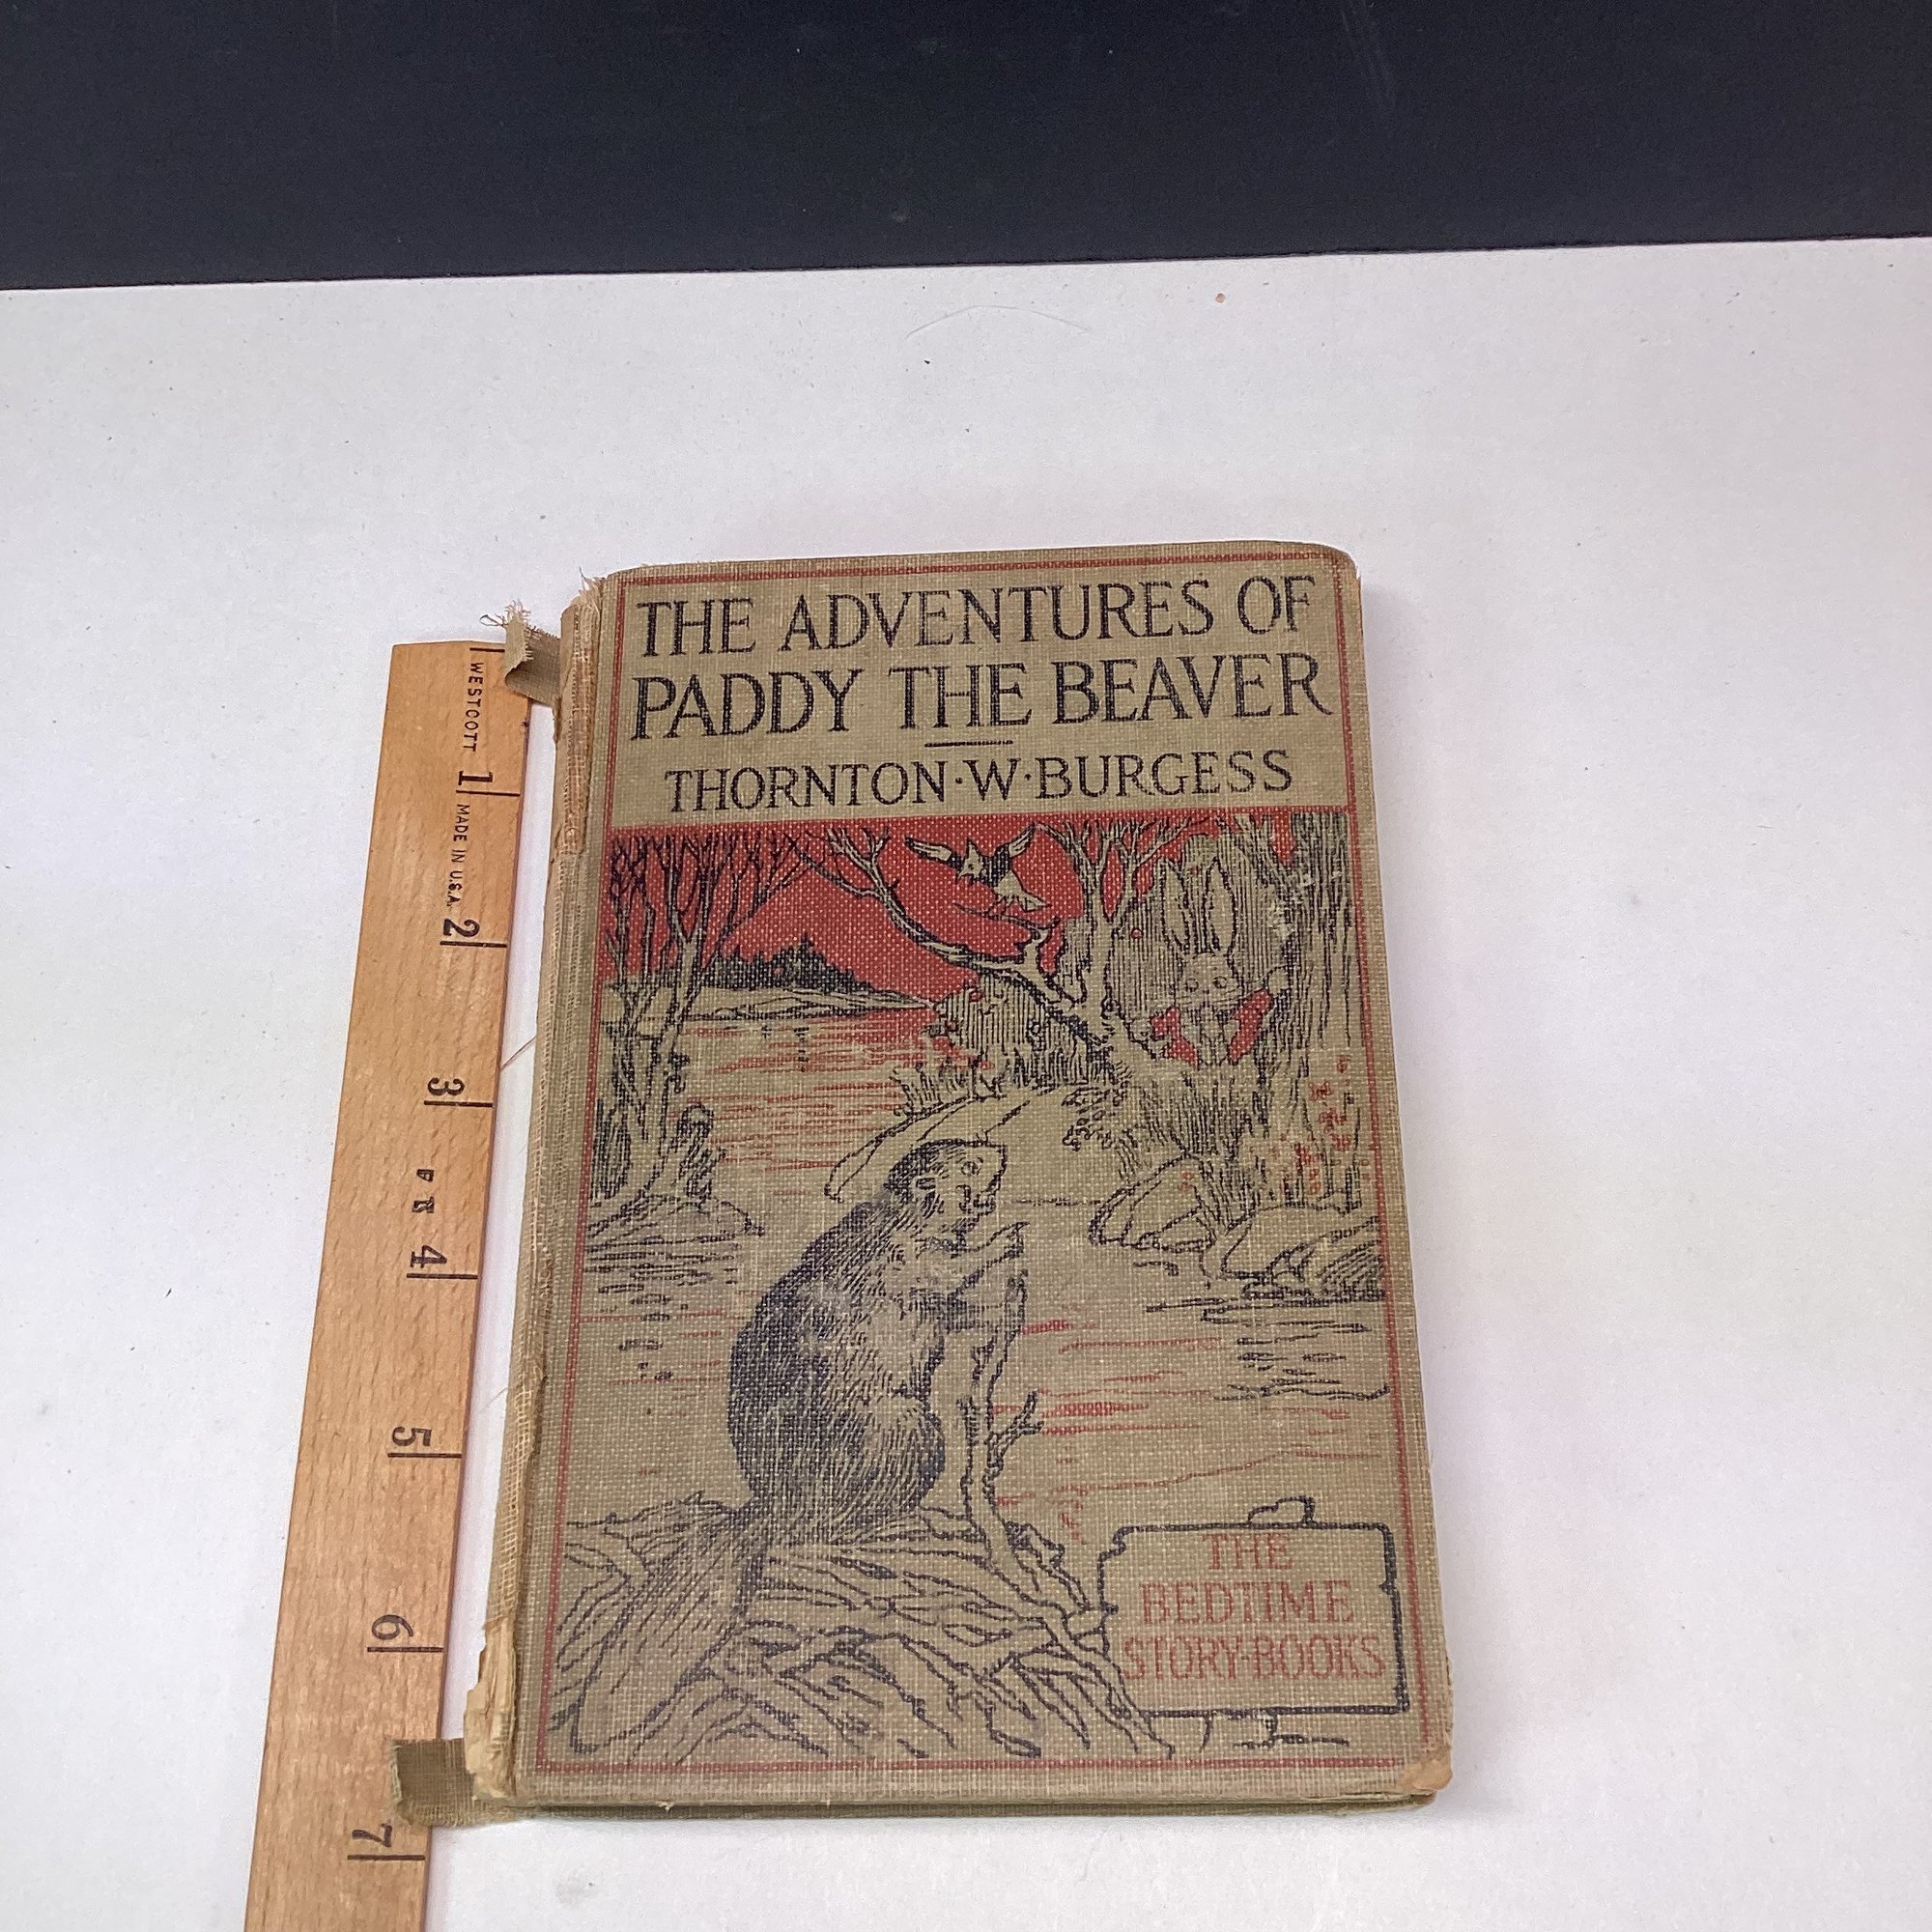 THE ADVENTURES OF
PADDY THE BEAVER
THORNTON·W·BURGESS
THE
BEDTIME
STORY-BOOKS
WESTCOTT
1
MADE IN U.S.A.
2
3
4
5
6
7